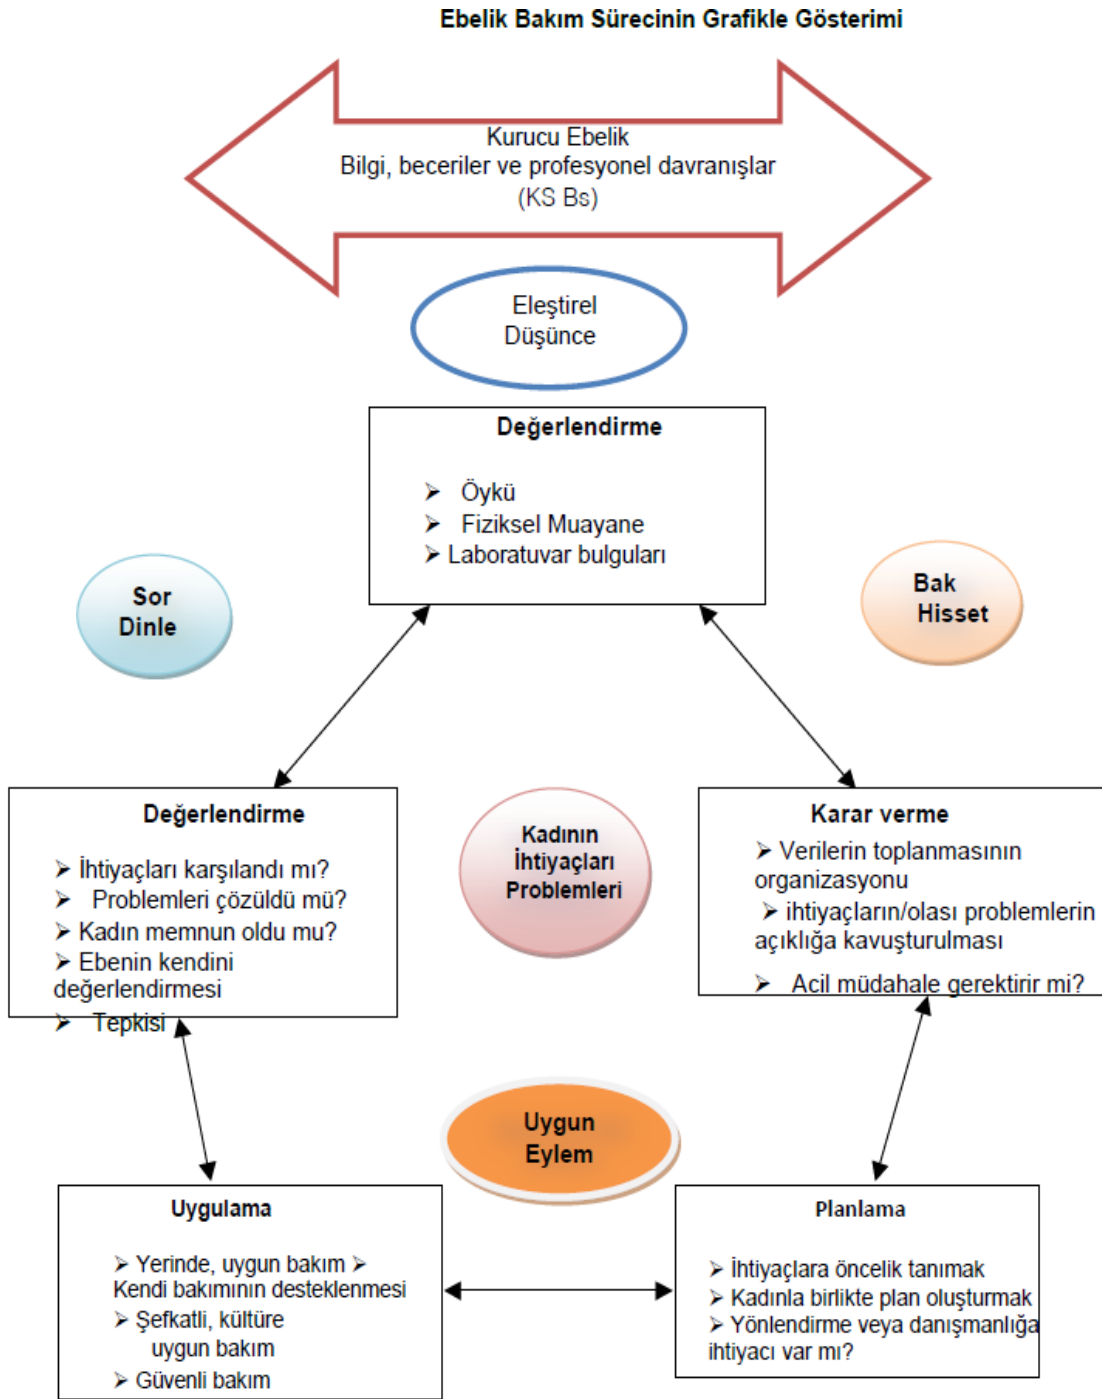 Ebelik Bakım Sürecinin Grafikle Gösterimi
Kurucu Ebelik
Bilgi, beceriler ve profesyonel davranışlar
(KS Bs)
Eleştirel
Düşünce
Değerlendirme
➢ Öykü
➢ Fiziksel Muayane
➢ Laboratuvar bulguları
Sor
Dinle
Bak
Hisset
Değerlendirme
➢ İhtiyaçları karşılandı mı?
➢ Problemleri çözüldü mü?
➢ Kadın memnun oldu mu?
➢ Ebenin kendini
değerlendirmesi
➢ Tepkisi
Kadının
İhtiyaçları
Problemleri
Karar verme
➢ Verilerin toplanmasının
organizasyonu
➢ ihtiyaçların/olası problemlerin
açıklığa kavuşturulması
➢ Acil müdahale gerektirir mi?
Uygun
Eylem
Uygulama
➢ Yerinde, uygun bakım ➢
Kendi bakımının desteklenmesi
➢ Şefkatli, kültüre
uygun bakım
➢ Güvenli bakım
Planlama
➢ İhtiyaçlara öncelik tanımak
➢ Kadınla birlikte plan oluşturmak
➢ Yönlendirme veya danışmanlığa
ihtiyacı var mı?